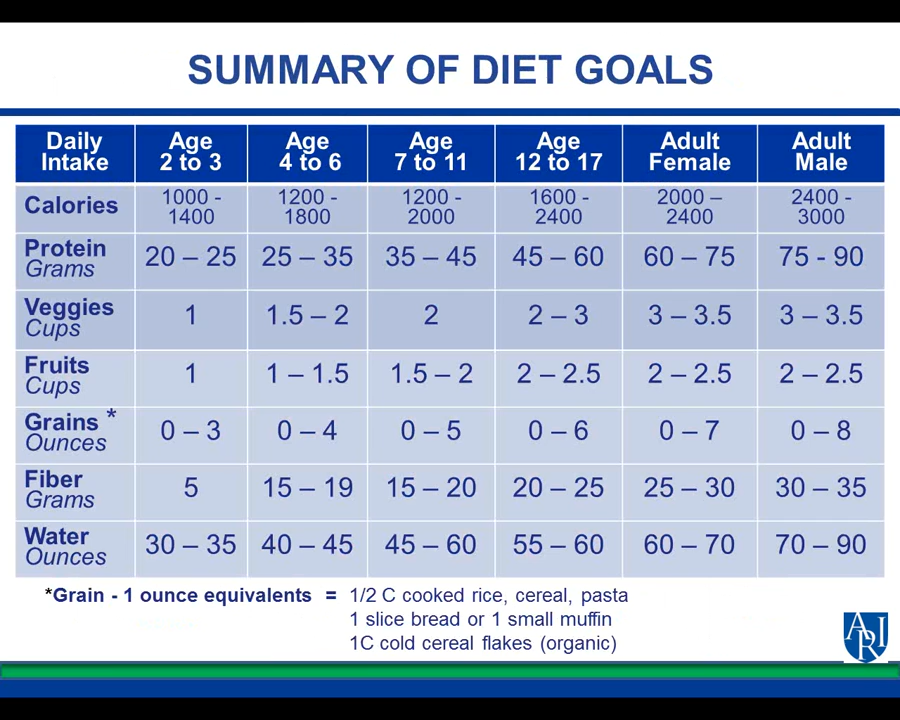 SUMMARY OF DIET GOALS
Daily Intake Age 2 to 3 Age 4 to 6 Age 7 to 11 Age 12 to 17 Adult Female Adult Male
Calories 1000 - 1400 1200 - 1800 1200 - 2000 1600 - 2400 2000 – 2400 2400 - 3000
Protein Grams 20 – 25 25 – 35 35 – 45 45 – 60 60 – 75 75 - 90
Veggies Cups 1 1.5 – 2 2 2 – 3 3 – 3.5 3 – 3.5
Fruits Cups 1 1 – 1.5 1.5 – 2 2 – 2.5 2 – 2.5 2 – 2.5
Grains * Ounces 0 – 3 0 – 4 0 – 5 0 – 6 0 – 7 0 – 8
Fiber Grams 5 15 – 19 15 – 20 20 – 25 25 – 30 30 – 35
Water Ounces 30 – 35 40 – 45 45 – 60 55 – 60 60 – 70 70 – 90
*Grain - 1 ounce equivalents = 1/2 C cooked rice, cereal, pasta
1 slice bread or 1 small muffin
1C cold cereal flakes (organic)
ADRI